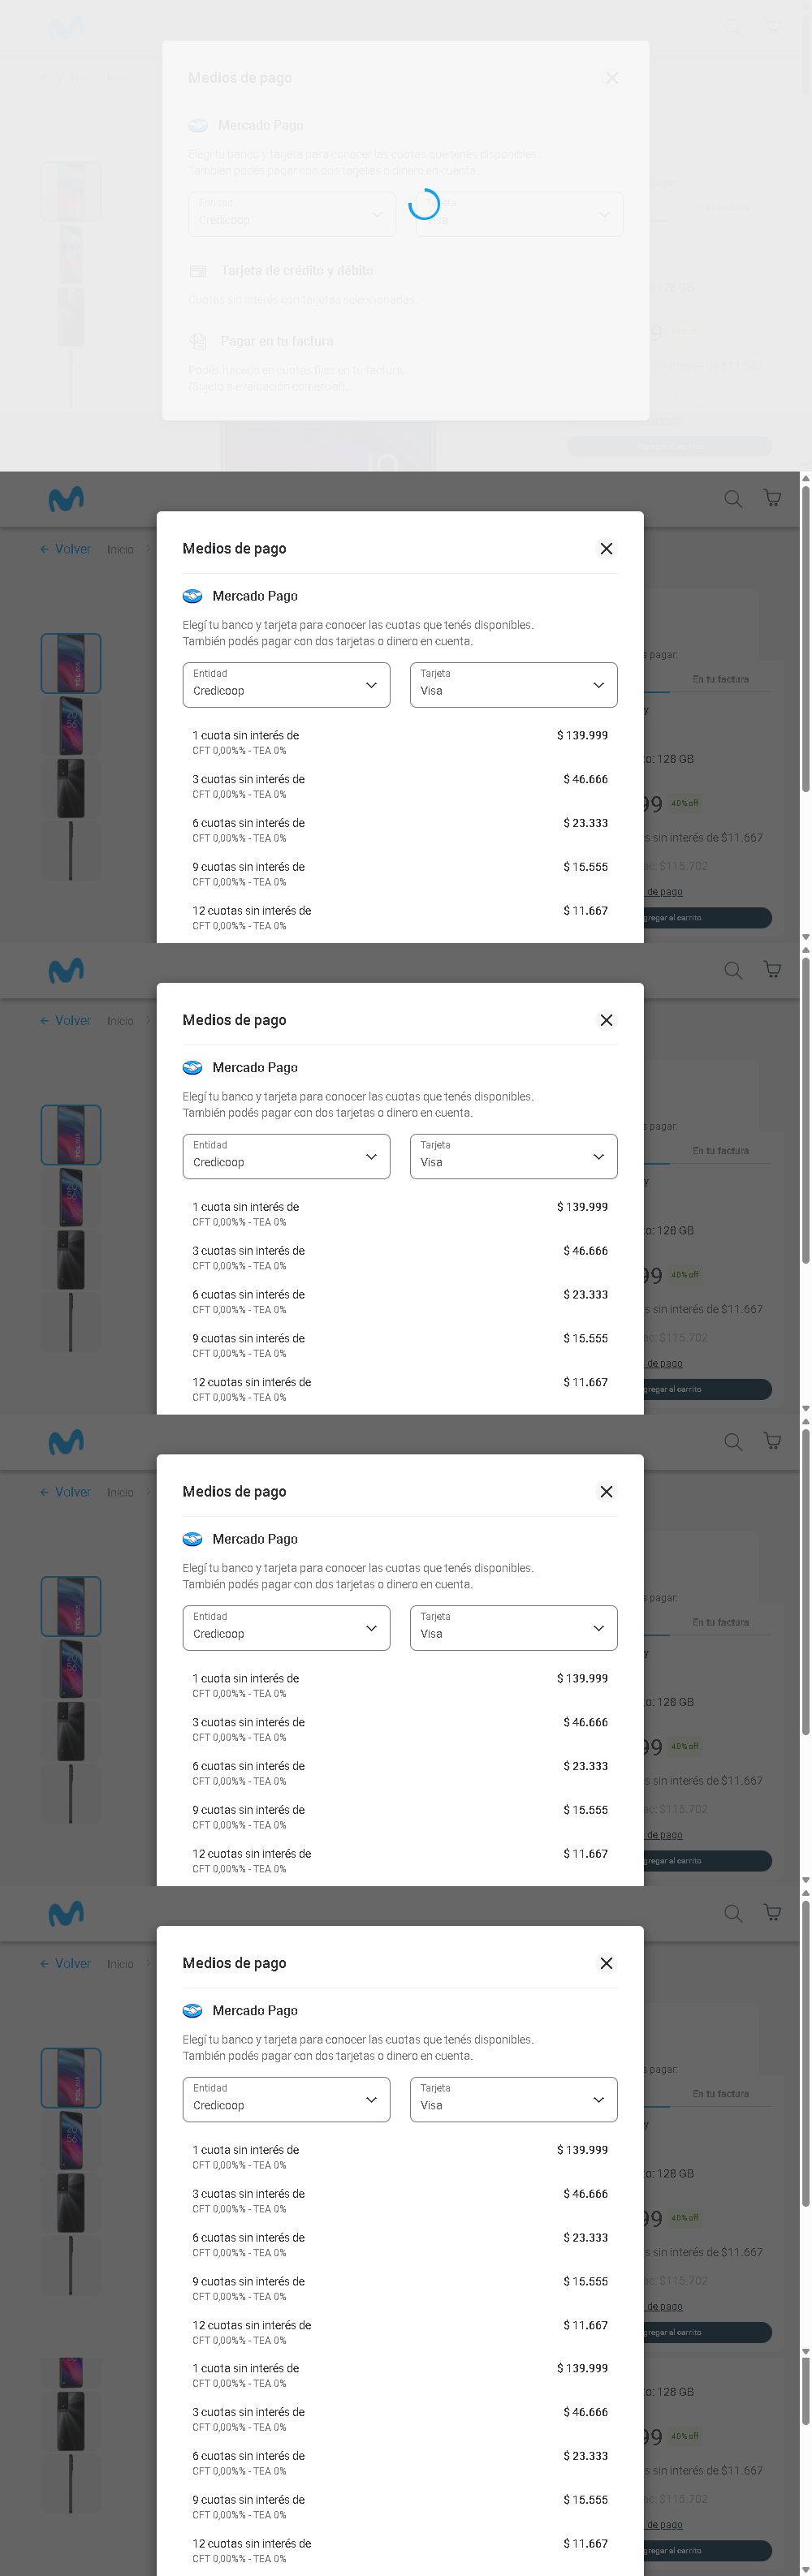 Medios de pago
Mercado Pago
Elegí tu banco y tarjeta para conocer las cuotas que tenés disponibles.
También podés pagar con dos tarjetas o dinero en cuenta.
Entidad
Credicoop
Tarjeta de crédito y débito
Cuotas sin interés con tarjetas seleccionadas.
Pagar en tu factura
Podés hacerlo en cuotas fijas en tu factura.
(Sujeto a evaluación comercial).
Volver Inicio
Medios de pago
Mercado Pago
Elegí tu banco y tarjeta para conocer las cuotas que tenés disponibles.
También podés pagar con dos tarjetas o dinero en cuenta.
pagar:
En tu factura
Entidad
Credicoop
Tarjeta
Visa
y
1 cuota sin interés de $ 139.999
CFT 0,00%% - TEA 0%
o: 128 GB
3 cuotas sin interés de $ 46.666
CFT 0,00%% - TEA 0%
99 40% off
6 cuotas sin interés de $ 23.333
CFT 0,00%% - TEA 0%
s sin interés de $11.667
9 cuotas sin interés de $ 15.555
CFT 0,00%% - TEA 0%
ac: $115.702
de pago
12 cuotas sin interés de $ 11.667
CFT 0,00%% - TEA 0%
gregar al carrito
Volver Inicio
Medios de pago
Mercado Pago
Elegí tu banco y tarjeta para conocer las cuotas que tenés disponibles.
También podés pagar con dos tarjetas o dinero en cuenta.
s pagar:
En tu factura
Entidad
Credicoop
Tarjeta
Visa
y
1 cuota sin interés de $ 139.999
CFT 0,00%% - TEA 0%
o: 128 GB
3 cuotas sin interés de $ 46.666
CFT 0,00%% - TEA 0%
99 40% off
6 cuotas sin interés de $ 23.333
CFT 0,00%% - TEA 0%
s sin interés de $11.667
9 cuotas sin interés de $ 15.555
CFT 0,00%% - TEA 0%
ac: $115.702
de pago
12 cuotas sin interés de $ 11.667
CFT 0,00%% - TEA 0%
gregar al carrito
Volver Inicio
Medios de pago
Mercado Pago
Elegí tu banco y tarjeta para conocer las cuotas que tenés disponibles.
También podés pagar con dos tarjetas o dinero en cuenta.
s pagar:
En tu factura
Entidad
Credicoop
Tarjeta
Visa
y
1 cuota sin interés de $ 139.999
CFT 0,00%% - TEA 0%
o: 128 GB
3 cuotas sin interés de $ 46.666
CFT 0,00%% - TEA 0%
99 40% off
6 cuotas sin interés de $ 23.333
CFT 0,00%% - TEA 0%
s sin interés de $11.667
9 cuotas sin interés de $ 15.555
CFT 0,00%% - TEA 0%
ac: $115.702
de pago
12 cuotas sin interés de $ 11.667
CFT 0,00%% - TEA 0%
gregar al carrito
Volver Inicio
Medios de pago
Mercado Pago
Elegí tu banco y tarjeta para conocer las cuotas que tenés disponibles.
También podés pagar con dos tarjetas o dinero en cuenta.
s pagar:
En tu factura
Entidad
Credicoop
Tarjeta
Visa
y
1 cuota sin interés de $ 139.999
CFT 0,00%% - TEA 0%
o: 128 GB
3 cuotas sin interés de $ 46.666
CFT 0,00%% - TEA 0%
99 40% off
6 cuotas sin interés de $ 23.333
CFT 0,00%% - TEA 0%
s sin interés de $11.667
9 cuotas sin interés de $ 15.555
CFT 0,00%% - TEA 0%
ac: $115.702
de pago
12 cuotas sin interés de $ 11.667
CFT 0,00%% - TEA 0%
gregar al carrito
1 cuota sin interés de $ 139.999
CFT 0,00%% - TEA 0%
o: 128 GB
3 cuotas sin interés de $ 46.666
CFT 0,00%% - TEA 0%
99 40% off
6 cuotas sin interés de $ 23.333
CFT 0,00%% - TEA 0%
s sin interés de $11.667
9 cuotas sin interés de $ 15.555
CFT 0,00%% - TEA 0%
ac: $115.702
de pago
12 cuotas sin interés de $ 11.667
CFT 0,00%% - TEA 0%
gregar al carrito